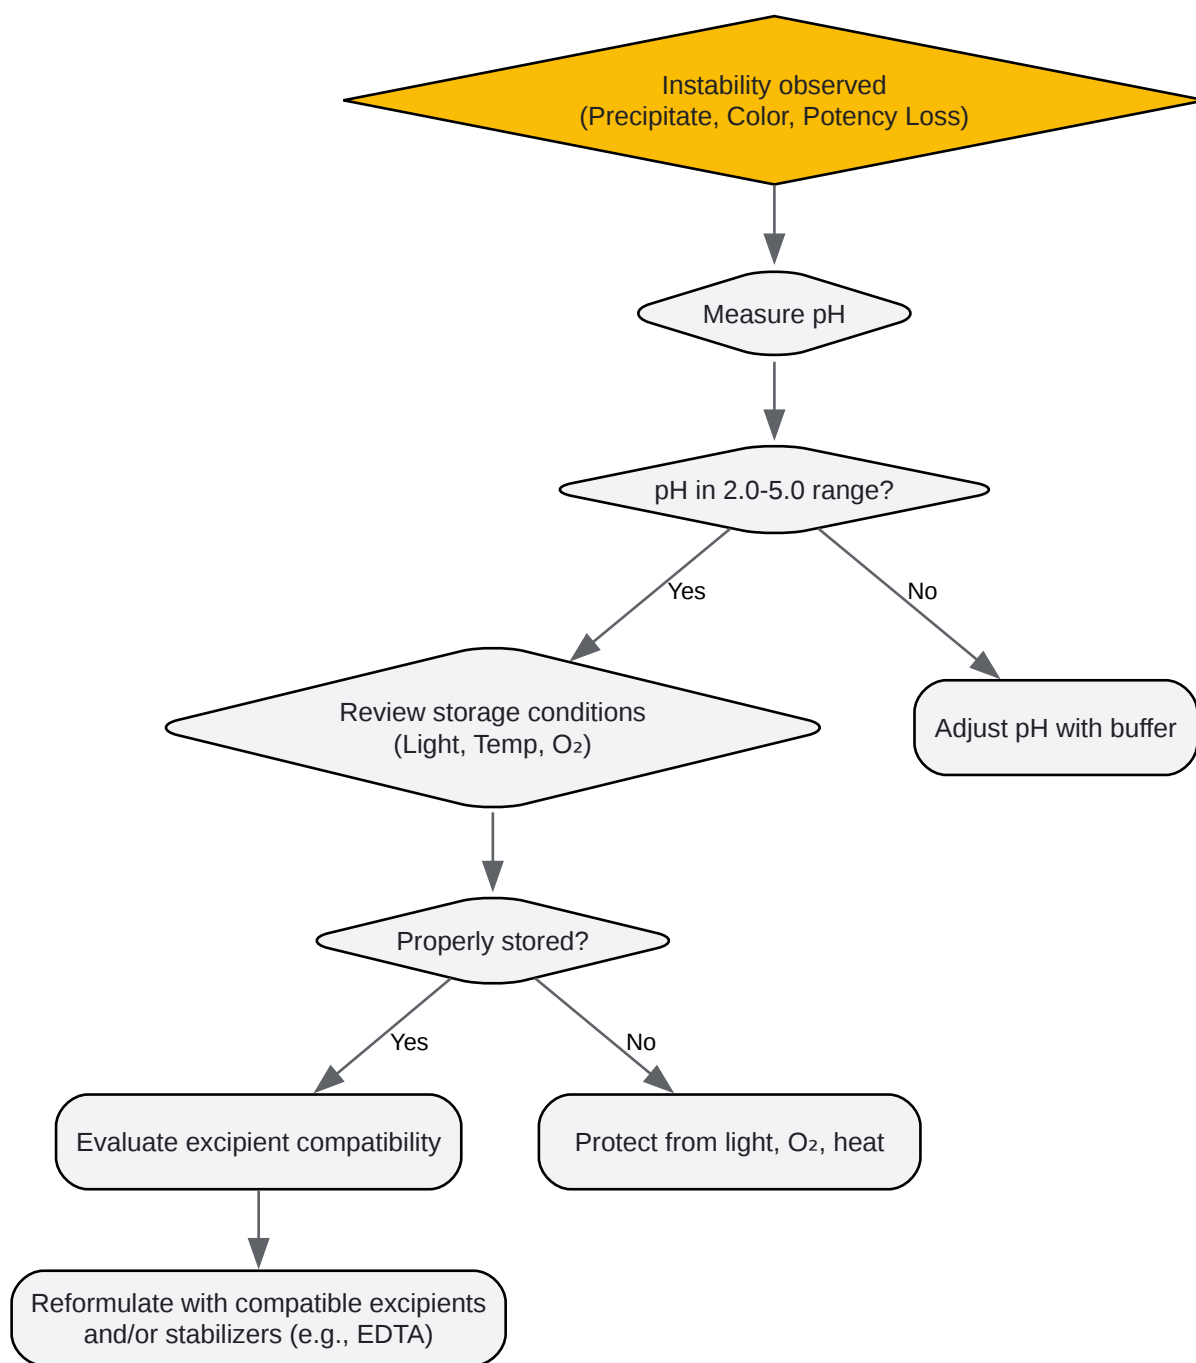 Instability observed
(Precipitate, Color, Potency Loss)
Measure pH
pH in 2.0-5.0 range?
Yes
No
Review storage conditions
(Light, Temp, O₂)
Adjust pH with buffer
Properly stored?
Yes
No
Evaluate excipient compatibility
Protect from light, O₂, heat
Reformulate with compatible excipients
and/or stabilizers (e.g., EDTA)